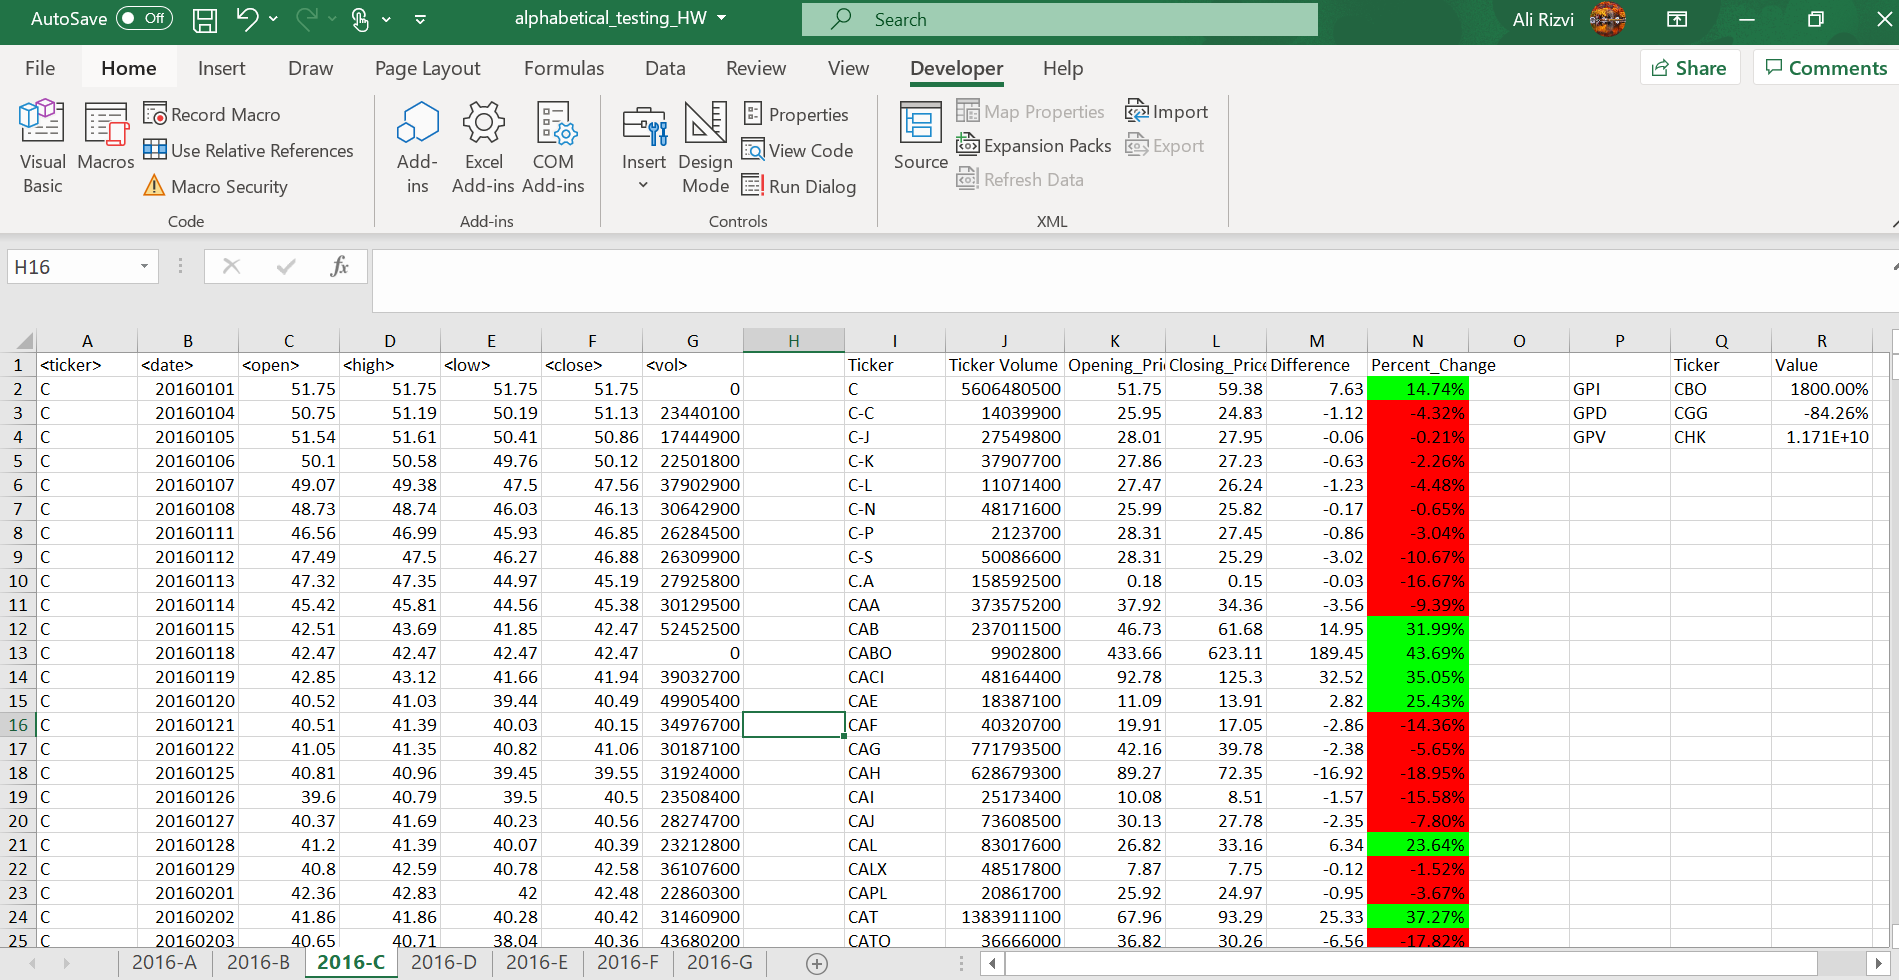 AutoSave Off alphabetical_testing_HW Search Ali Rizvi
File Home Insert Draw Page Layout Formulas Data Review View Developer Help Share Comments
Visual Basic
Macros
Record Macro
Use Relative References
Macro Security
Code
Add-ins
Excel Add-ins
COM Add-ins
Add-ins
Insert
Design Mode
Properties
View Code
Run Dialog
Controls
Source
Map Properties
Expansion Packs
Refresh Data
Import
Export
XML
H16 fx
A B C D E F G H I J K L M N O P Q R
1 <ticker> <date> <open> <high> <low> <close> <vol> Ticker Ticker Volume Opening_Pri Closing_Price Difference Percent_Change Ticker Value
2 C 20160101 51.75 51.75 51.75 51.75 0 C 5606480500 51.75 59.38 7.63 14.74% GPI CBO 1800.00%
3 C 20160104 50.75 51.19 50.19 51.13 23440100 C-C 14039900 25.95 24.83 -1.12 -4.32% GPD CGG -84.26%
4 C 20160105 51.54 51.61 50.41 50.86 17444900 C-J 27549800 28.01 27.95 -0.06 -0.21% GPV CHK 1.171E+10
5 C 20160106 50.1 50.58 49.76 50.12 22501800 C-K 37907700 27.86 27.23 -0.63 -2.26%
6 C 20160107 49.07 49.38 47.5 47.56 37902900 C-L 11071400 27.47 26.24 -1.23 -4.48%
7 C 20160108 48.73 48.74 46.03 46.13 30642900 C-N 48171600 25.99 25.82 -0.17 -0.65%
8 C 20160111 46.56 46.99 45.93 46.85 26284500 C-P 2123700 28.31 27.45 -0.86 -3.04%
9 C 20160112 47.49 47.5 46.27 46.88 26309900 C-S 50086600 28.31 25.29 -3.02 -10.67%
10 C 20160113 47.32 47.35 44.97 45.19 27925800 C.A 158592500 0.18 0.15 -0.03 -16.67%
11 C 20160114 45.42 45.81 44.56 45.38 30129500 CAA 373575200 37.92 34.36 -3.56 -9.39%
12 C 20160115 42.51 43.69 41.85 42.47 52452500 CAB 237011500 46.73 61.68 14.95 31.99%
13 C 20160118 42.47 42.47 42.47 42.47 0 CABO 9902800 433.66 623.11 189.45 43.69%
14 C 20160119 42.85 43.12 41.66 41.94 39032700 CACI 48164400 92.78 125.3 32.52 35.05%
15 C 20160120 40.52 41.03 39.44 40.49 49905400 CAE 18387100 11.09 13.91 2.82 25.43%
16 C 20160121 40.51 41.39 40.03 40.15 34976700 CAF 40320700 19.91 17.05 -2.86 -14.36%
17 C 20160122 41.05 41.35 40.82 41.06 30187100 CAG 771793500 42.16 39.78 -2.38 -5.65%
18 C 20160125 40.81 40.96 39.45 39.55 31924000 CAH 628679300 89.27 72.35 -16.92 -18.95%
19 C 20160126 39.6 40.79 39.5 40.5 23508400 CAI 25173400 10.08 8.51 -1.57 -15.58%
20 C 20160127 40.37 41.69 40.23 40.56 28274700 CAJ 73608500 30.13 27.78 -2.35 -7.80%
21 C 20160128 41.2 41.39 40.07 40.39 23212800 CAL 83017600 26.82 33.16 6.34 23.64%
22 C 20160129 40.8 42.59 40.78 42.58 36107600 CALX 48517800 7.87 7.75 -0.12 -1.52%
23 C 20160201 42.36 42.83 42 42.48 22860300 CAPL 20861700 25.92 24.97 -0.95 -3.67%
24 C 20160202 41.86 41.86 40.28 40.42 31460900 CAT 1383911100 67.96 93.29 25.33 37.27%
25 C 20160203 40.65 40.71 38.04 40.36 43680200 CATO 36666000 36.82 30.26 -6.56 -17.82%
2016-A 2016-B 2016-C 2016-D 2016-E 2016-F 2016-G